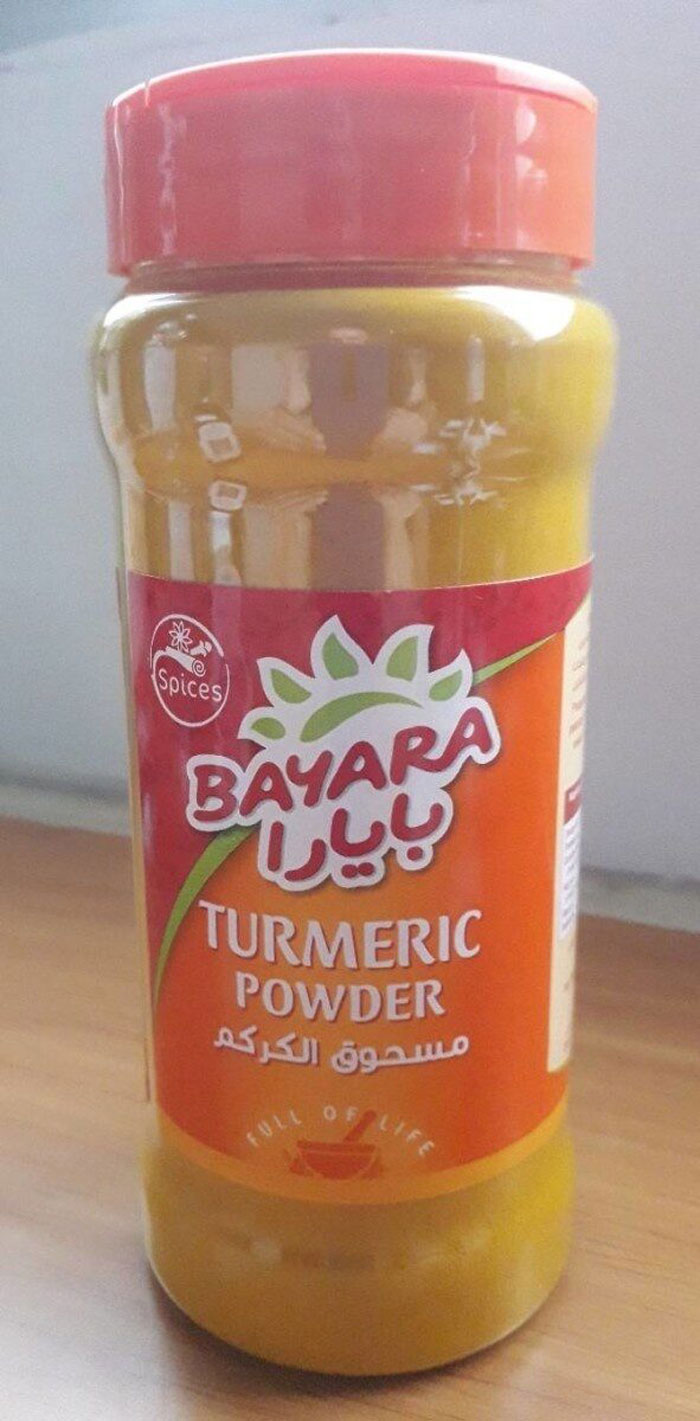 Spices
BAYARA
بايارا
TURMERIC
POWDER
مسحوق الكركم
FULL OF LIFE